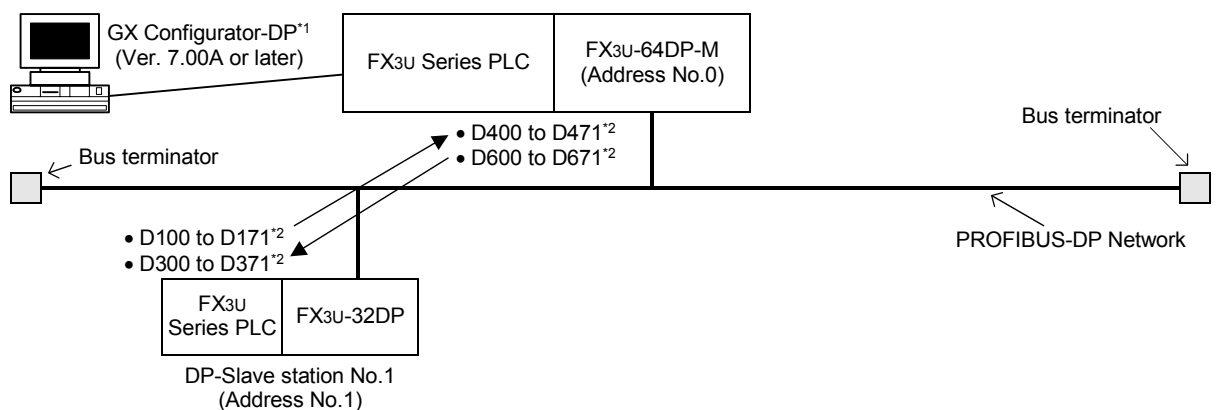 GX Configurator-DP*1
(Ver. 7.00A or later)
FX3U Series PLC
FX3U-64DP-M
(Address No.0)
• D400 to D471*2
• D600 to D671*2
Bus terminator
Bus terminator
• D100 to D171*2
• D300 to D371*2
PROFIBUS-DP Network
FX3U
Series PLC
FX3U-32DP
DP-Slave station No.1
(Address No.1)